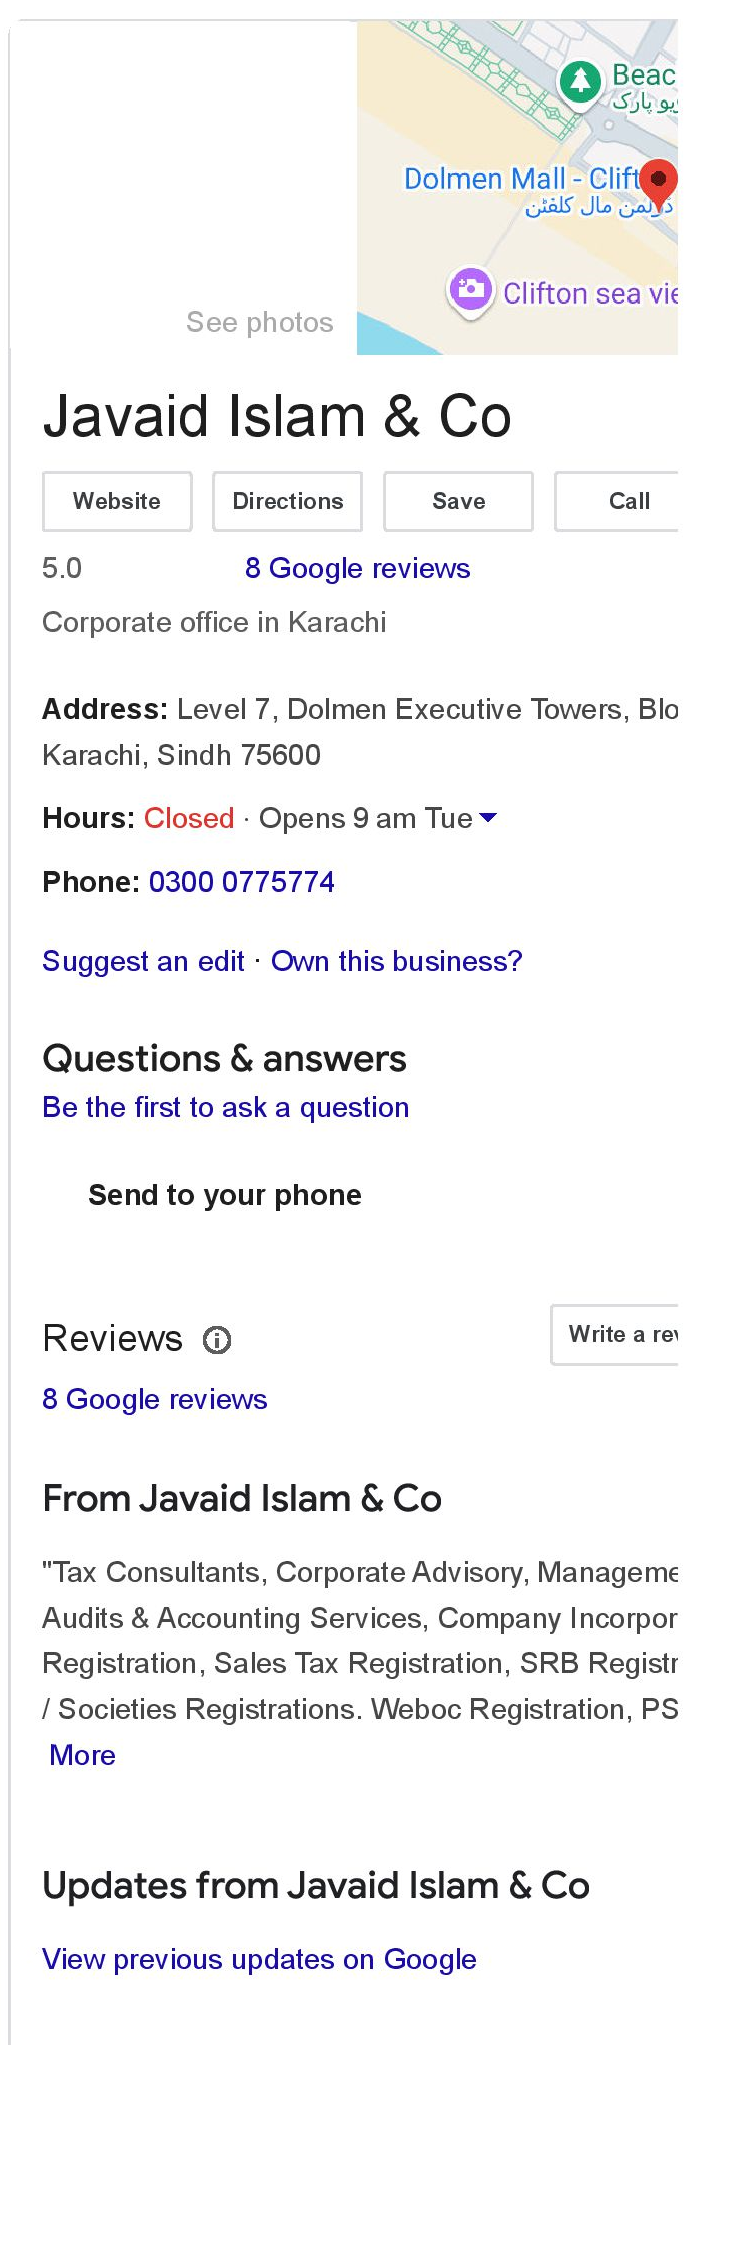 Beac
ویو پارک
Dolmen Mall - Clift
ڈولمن مال کلفٹن
Clifton sea vie
See photos
Javaid Islam & Co
Website
Directions
Save
Call
5.0
8 Google reviews
Corporate office in Karachi
Address: Level 7, Dolmen Executive Towers, Blo
Karachi, Sindh 75600
Hours: Closed · Opens 9 am Tue
Phone: 0300 0775774
Suggest an edit · Own this business?
Questions & answers
Be the first to ask a question
Send to your phone
Reviews
Write a rev
8 Google reviews
From Javaid Islam & Co
"Tax Consultants, Corporate Advisory, Manageme
Audits & Accounting Services, Company Incorpor
Registration, Sales Tax Registration, SRB Registr
/ Societies Registrations. Weboc Registration, PS
More
Updates from Javaid Islam & Co
View previous updates on Google